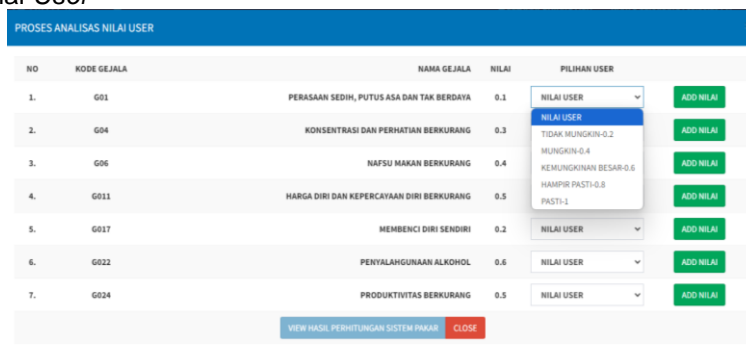 nal User
PROSES ANALISAS NILAI USER
NO KODE GEJALA NAMA GEJALA NILAI PILIHAN USER
1. G01 PERASAAN SEDIH, PUTUS ASA DAN TAK BERDAYA 0.1 NILAI USER ADD NILAI
NILAI USER
2. G04 KONSENTRASI DAN PERHATIAN BERKURANG 0.3 TIDAK MUNGKIN-0.2 ADD NILAI
MUNGKIN-0.4
3. G06 NAFSU MAKAN BERKURANG 0.4 KEMUNGKINAN BESAR-0.6 ADD NILAI
HAMPIR PASTI-0.8
4. G011 HARGA DIRI DAN KEPERCAYAAN DIRI BERKURANG 0.5 PASTI-1 ADD NILAI
5. G017 MEMBENCI DIRI SENDIRI 0.2 NILAI USER ADD NILAI
6. G022 PENYALAHGUNAAN ALKOHOL 0.6 NILAI USER ADD NILAI
7. G024 PRODUKTIVITAS BERKURANG 0.5 NILAI USER ADD NILAI
VIEW HASIL PERHITUNGAN SISTEM PAKAR CLOSE